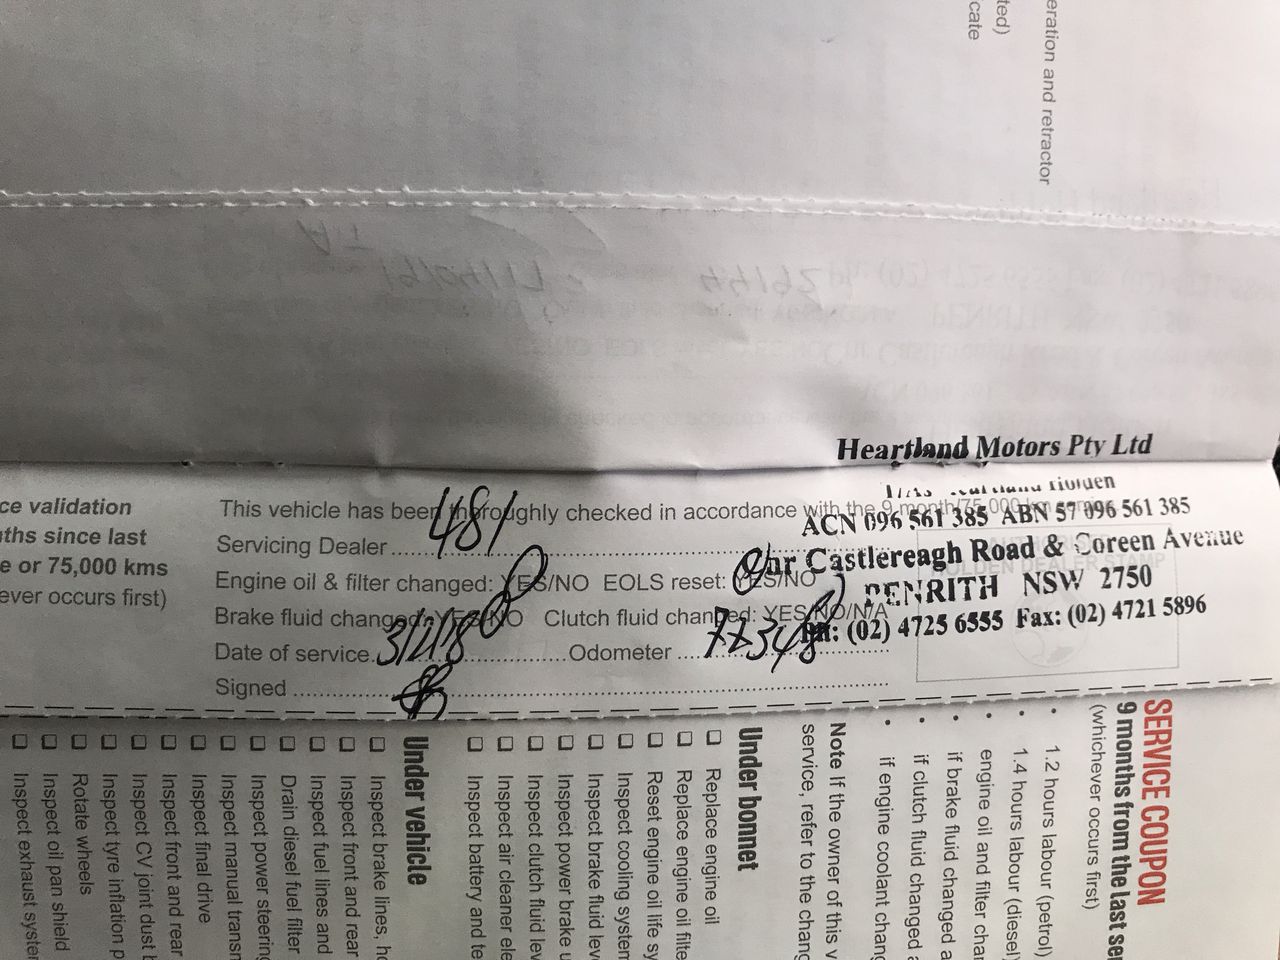 eration and retractor
ted)
cate
Heartland Motors Pty Ltd
ACN 096 561 385 ABN 57 096 561 385
Cnr Castlereagh Road & Coreen Avenue
PENRITH NSW 2750
PH: (02) 4725 6555 Fax: (02) 4721 5896
ce validation
ths since last
e or 75,000 kms
ever occurs first)
This vehicle has been thoroughly checked in accordance with the 9 month/75,000 km
Servicing Dealer 481
Engine oil & filter changed: YES/NO EOLS reset: YES/NO
Brake fluid changed: YES/NO Clutch fluid changed: YES/NO/N/A
Date of service Odometer 77348
Signed
SERVICE COUPON
9 months from the last ser
(whichever occurs first)
• 1.2 hours labour (petrol)
• 1.4 hours labour (diesel)
• engine oil and filter chan
• if brake fluid changed a
• if clutch fluid changed a
• if engine coolant chang
Note If the owner of this v
service, refer to the chang
Under bonnet
Replace engine oil
Replace engine oil filte
Reset engine oil life sy
Inspect cooling system
Inspect brake fluid leve
Inspect power brake u
Inspect clutch fluid lev
Inspect air cleaner ele
Inspect battery and te
Under vehicle
Inspect brake lines, ho
Inspect front and rear
Inspect fuel lines and
Drain diesel fuel filter
Inspect power steering
Inspect manual transm
Inspect final drive
Inspect front and rear
Inspect CV joint dust b
Inspect tyre inflation p
Rotate wheels
Inspect oil pan shield
Inspect exhaust system